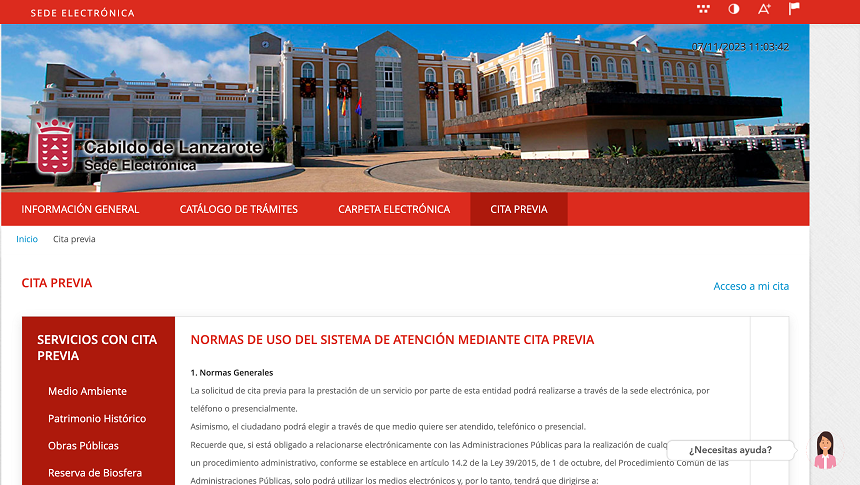 SEDE ELECTRÓNICA
07/11/2023 11:03:42
Cabildo de Lanzarote
Sede Electrónica
INFORMACIÓN GENERAL
CATÁLOGO DE TRÁMITES
CARPETA ELECTRÓNICA
CITA PREVIA
Inicio
Cita previa
CITA PREVIA
Acceso a mi cita
SERVICIOS CON CITA
PREVIA
Medio Ambiente
Patrimonio Histórico
Obras Públicas
Reserva de Biosfera
NORMAS DE USO DEL SISTEMA DE ATENCIÓN MEDIANTE CITA PREVIA
1. Normas Generales
La solicitud de cita previa para la prestación de un servicio por parte de esta entidad podrá realizarse a través de la sede electrónica, por
teléfono o presencialmente.
Asimismo, el ciudadano podrá elegir a través de que medio quiere ser atendido, telefónico o presencial.
Recuerde que, si está obligado a relacionarse electrónicamente con las Administraciones Públicas para la realización de
un procedimiento administrativo, conforme se establece en artículo 14.2 de la Ley 39/2015, de 1 de octubre, del Procedimiento Común de las
Administraciones Públicas, solo podrá utilizar los medios electrónicos y, por lo tanto, tendrá que dirigirse a:
¿Necesitas ayuda?